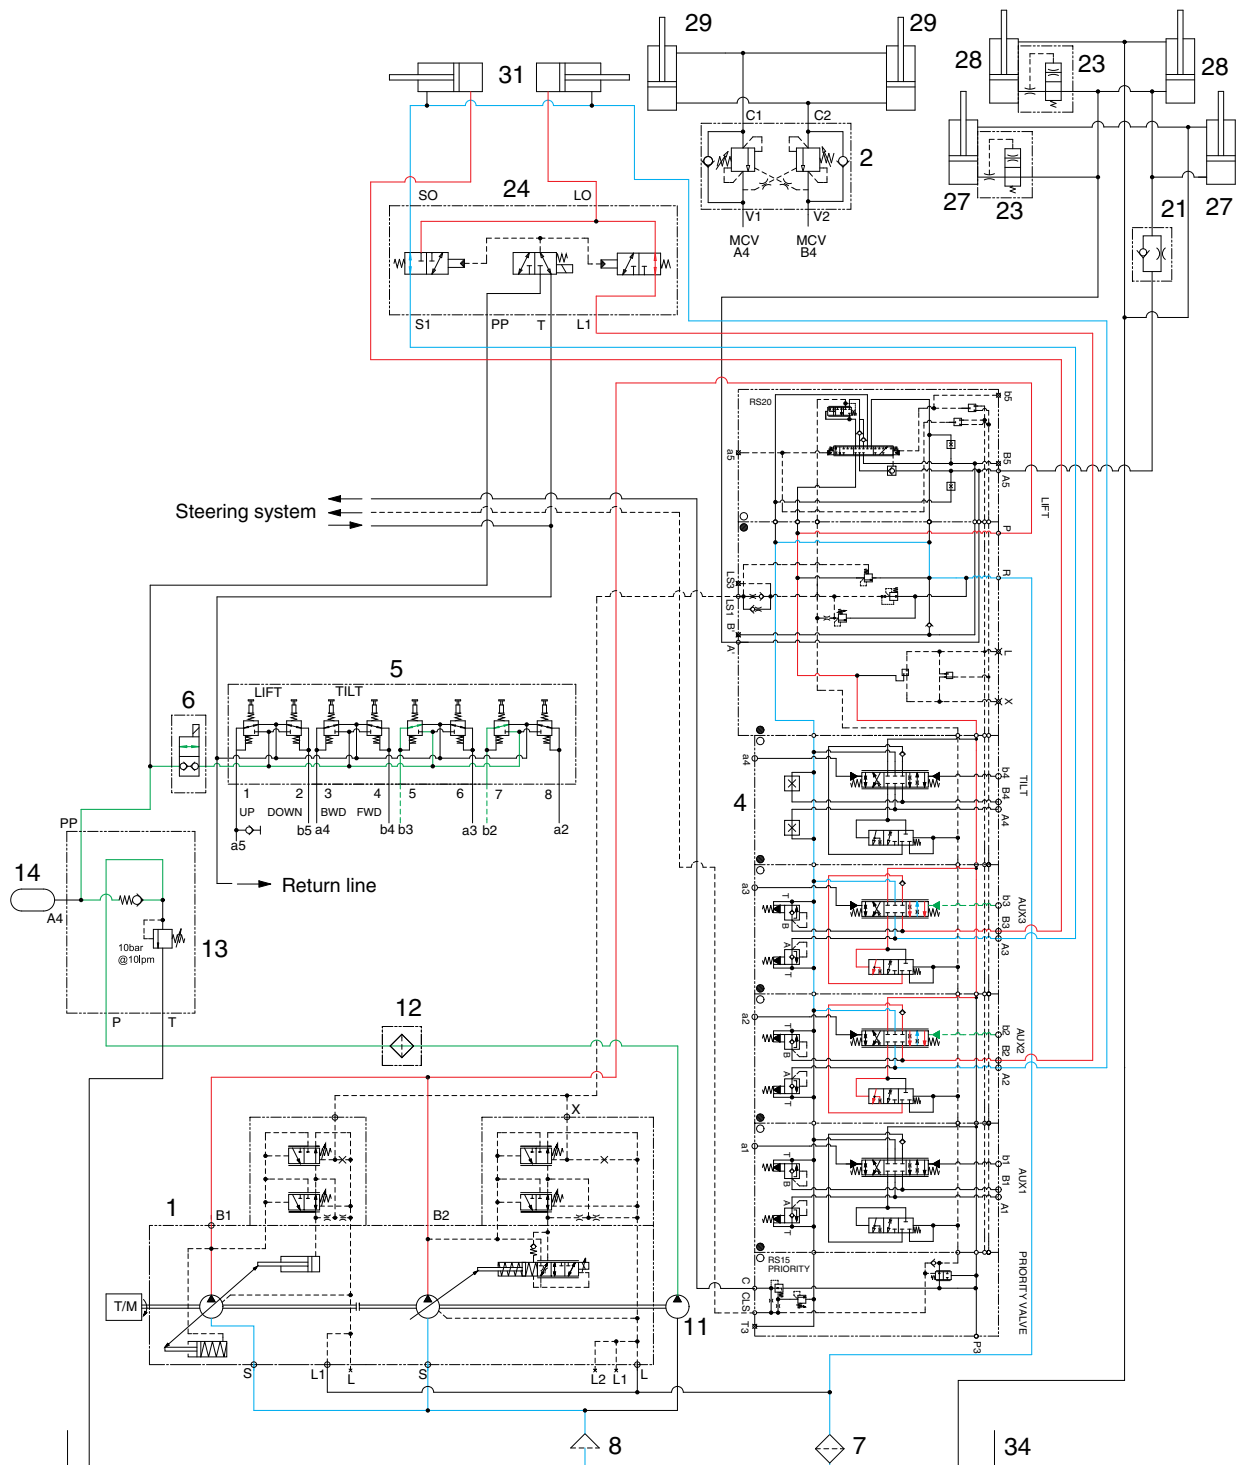 29 29
28 23 28
31
C1 C2
2
27 23 27
24
SO LO
V1 V2
MCV MCV
A4 B4
21
S1 PP T L1
RS20
b5
a5
B5
A5
LIFT
Steering system
P
R
LS3
LS1
B'
A'
L
X
5
LIFT TILT
6
1 2 3 4 5 6 7 8
UP DOWN BWD FWD
a5 b5 a4 b4 b3 a3 b2 a2
Return line
PP
14
A4
10bar
@10lpm
13
P T
12
4
a4
b4
B4
A4
TILT
a3
T
B
A
T
b3
B3
A3
AUX3
a2
T
B
A
T
b2
B2
A2
AUX2
a1
T
B
A
T
b1
B1
A1
AUX1
RS15
PRIORITY
PRIORITY VALVE
C
CLS
T3
P3
X
1
B1 B2
T/M
11
S L1 L S L2 L1 L
8 7 34